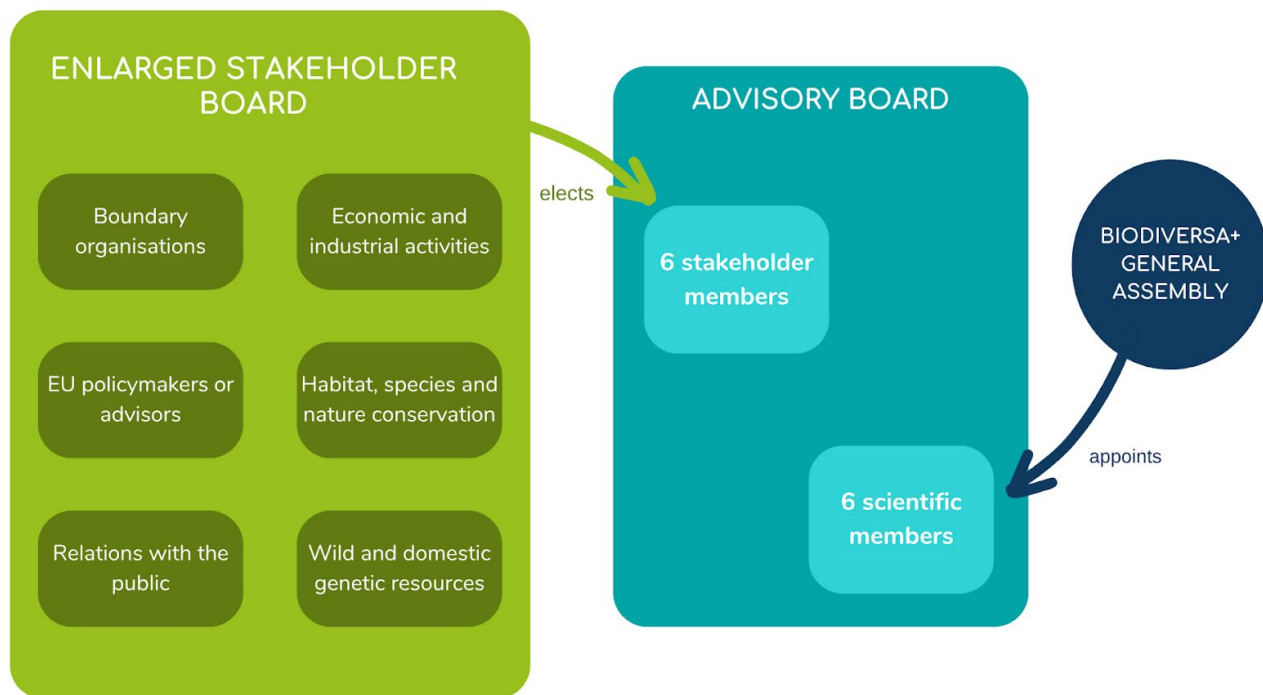 ENLARGED STAKEHOLDER
BOARD
Boundary
organisations
Economic and
industrial activities
EU policymakers or
advisors
Habitat, species and
nature conservation
Relations with the
public
Wild and domestic
genetic resources
elects
ADVISORY BOARD
6 stakeholder
members
6 scientific
members
BIODIVERSA+
GENERAL
ASSEMBLY
appoints